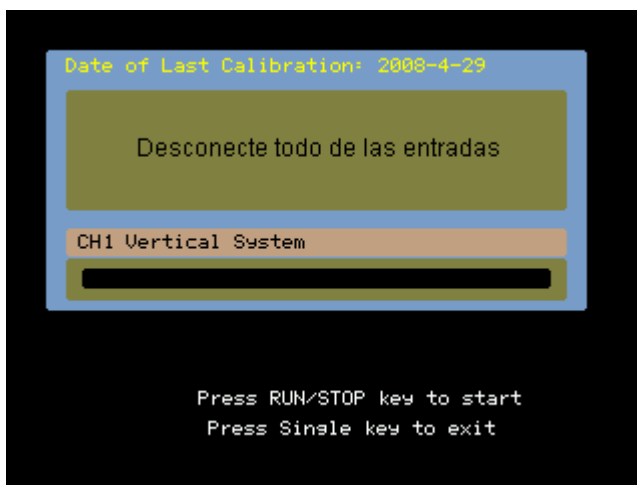 Date of Last Calibration: 2008-4-29
Desconecte todo de las entradas
CH1 Vertical System
Press RUN/STOP key to start
Press Single key to exit